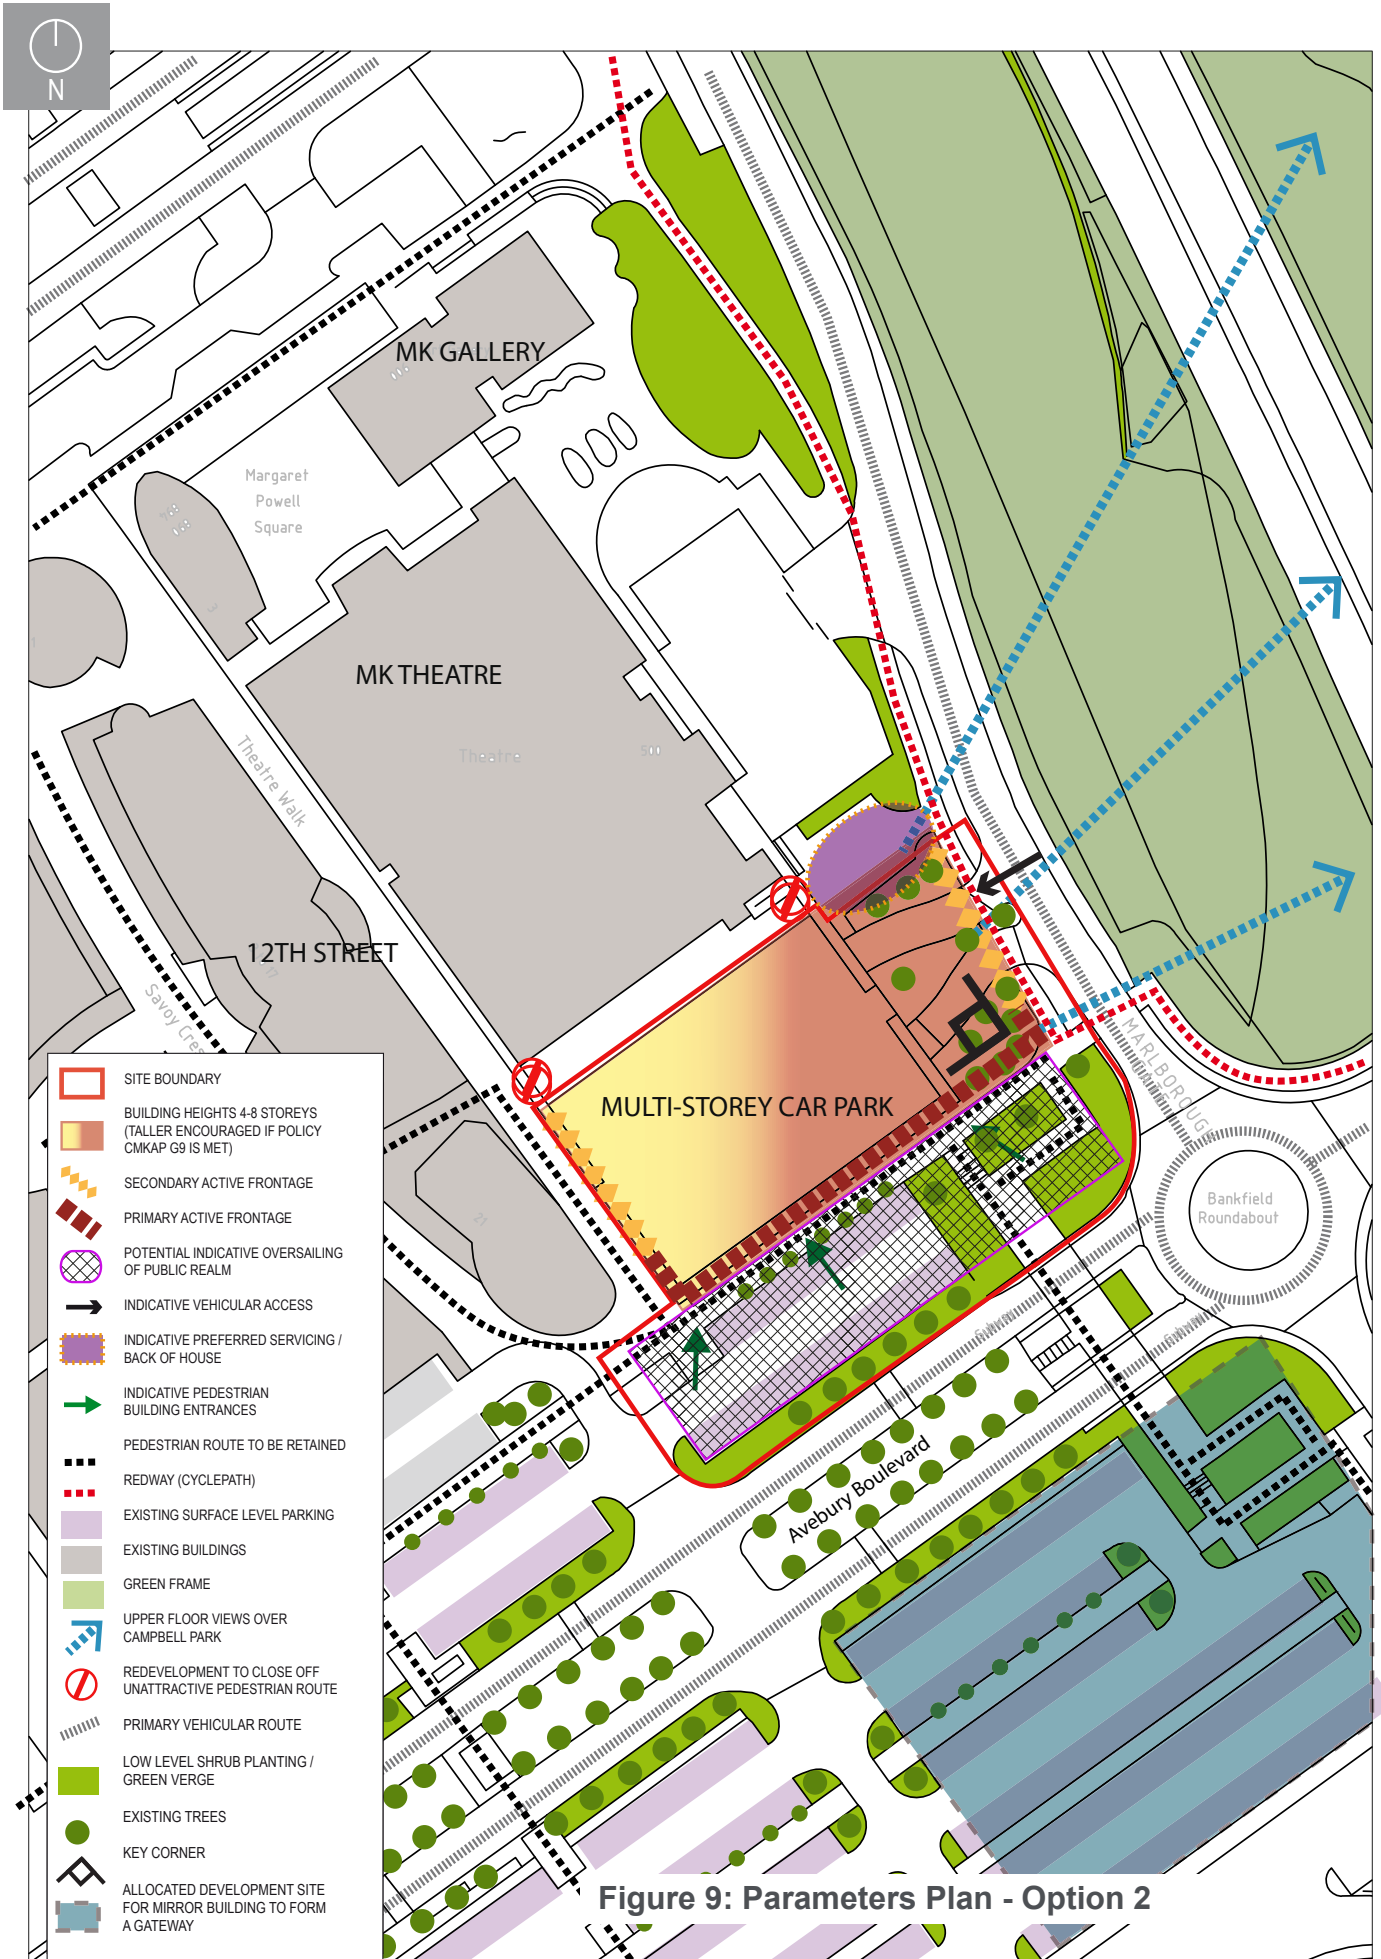 N
MK GALLERY
Margaret
Powell
Square
3
1
MK THEATRE
Theatre
500
Theatre Walk
12TH STREET
17
MULTI-STOREY CAR PARK
21
MARLBOROUGH
Bankfield
Roundabout
Avebury Boulevard
SITE BOUNDARY
BUILDING HEIGHTS 4-8 STOREYS
(TALLER ENCOURAGED IF POLICY
CMKAP G9 IS MET)
SECONDARY ACTIVE FRONTAGE
PRIMARY ACTIVE FRONTAGE
POTENTIAL INDICATIVE OVERSAILING
OF PUBLIC REALM
INDICATIVE VEHICULAR ACCESS
INDICATIVE PREFERRED SERVICING /
BACK OF HOUSE
INDICATIVE PEDESTRIAN
BUILDING ENTRANCES
PEDESTRIAN ROUTE TO BE RETAINED
REDWAY (CYCLEPATH)
EXISTING SURFACE LEVEL PARKING
EXISTING BUILDINGS
GREEN FRAME
UPPER FLOOR VIEWS OVER
CAMPBELL PARK
REDEVELOPMENT TO CLOSE OFF
UNATTRACTIVE PEDESTRIAN ROUTE
PRIMARY VEHICULAR ROUTE
LOW LEVEL SHRUB PLANTING /
GREEN VERGE
EXISTING TREES
KEY CORNER
ALLOCATED DEVELOPMENT SITE
FOR MIRROR BUILDING TO FORM
A GATEWAY
Figure 9: Parameters Plan - Option 2